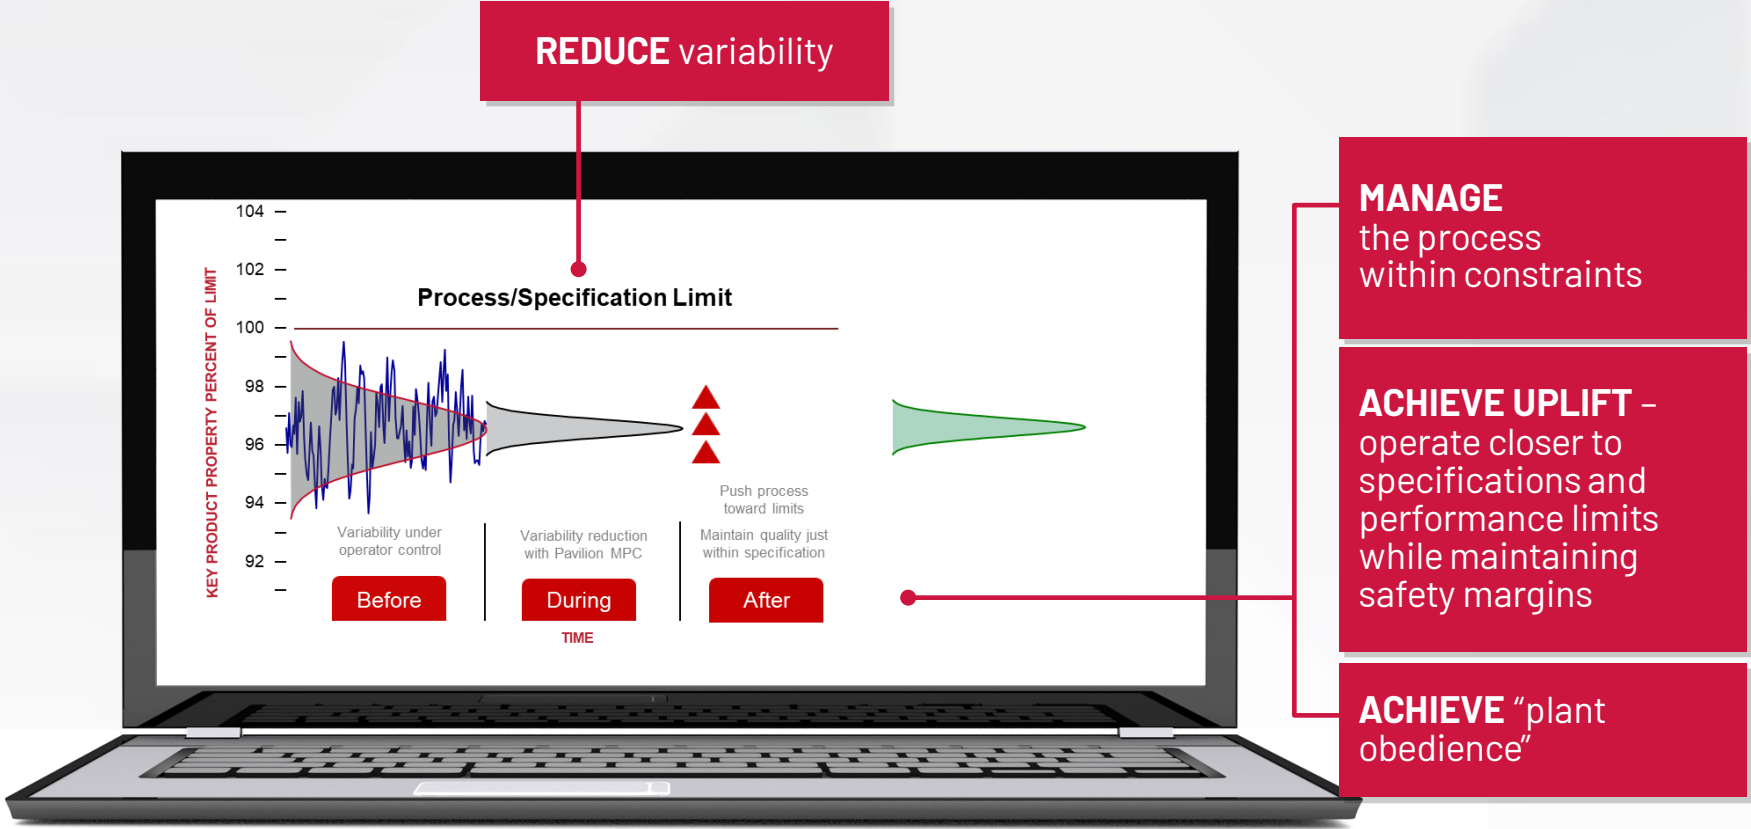 REDUCE variability
MANAGE
the process
within constraints
ACHIEVE UPLIFT –
operate closer to
specifications and
performance limits
while maintaining
safety margins
ACHIEVE “plant
obedience”
KEY PRODUCT PROPERTY PERCENT OF LIMIT
104
102
100
98
96
94
92
Process/Specification Limit
Variability under
operator control
Before
Variability reduction
with Pavilion MPC
During
Push process
toward limits
Maintain quality just
within specification
After
TIME